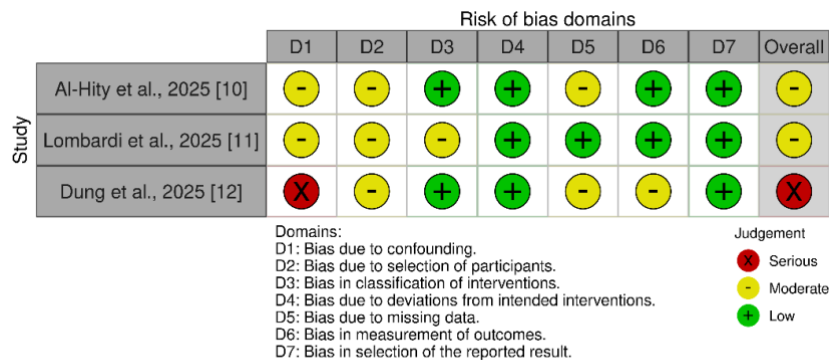 Risk of bias domains
D1 D2 D3 D4 D5 D6 D7 Overall
Study
Al-Hity et al., 2025 [10] - - + + - + + -
Lombardi et al., 2025 [11] - - - + + + + -
Dung et al., 2025 [12] X - + + - - + X
Domains:
D1: Bias due to confounding.
D2: Bias due to selection of participants.
D3: Bias in classification of interventions.
D4: Bias due to deviations from intended interventions.
D5: Bias due to missing data.
D6: Bias in measurement of outcomes.
D7: Bias in selection of the reported result.
Judgement
X Serious
- Moderate
+ Low